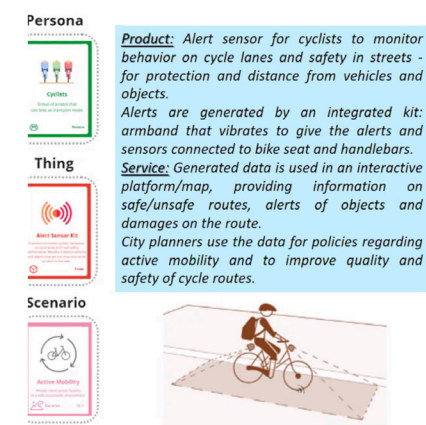 Persona
Cyclists
Thing
Alert Sensor Kit
Scenario
Active Mobility
Product: Alert sensor for cyclists to monitor
behavior on cycle lanes and safety in streets -
for protection and distance from vehicles and
objects.
Alerts are generated by an integrated kit:
armband that vibrates to give the alerts and
sensors connected to bike seat and handlebars.
Service: Generated data is used in an interactive
platform/map, providing information on
safe/unsafe routes, alerts of objects and
damages on the route.
City planners use the data for policies regarding
active mobility and to improve quality and
safety of cycle routes.